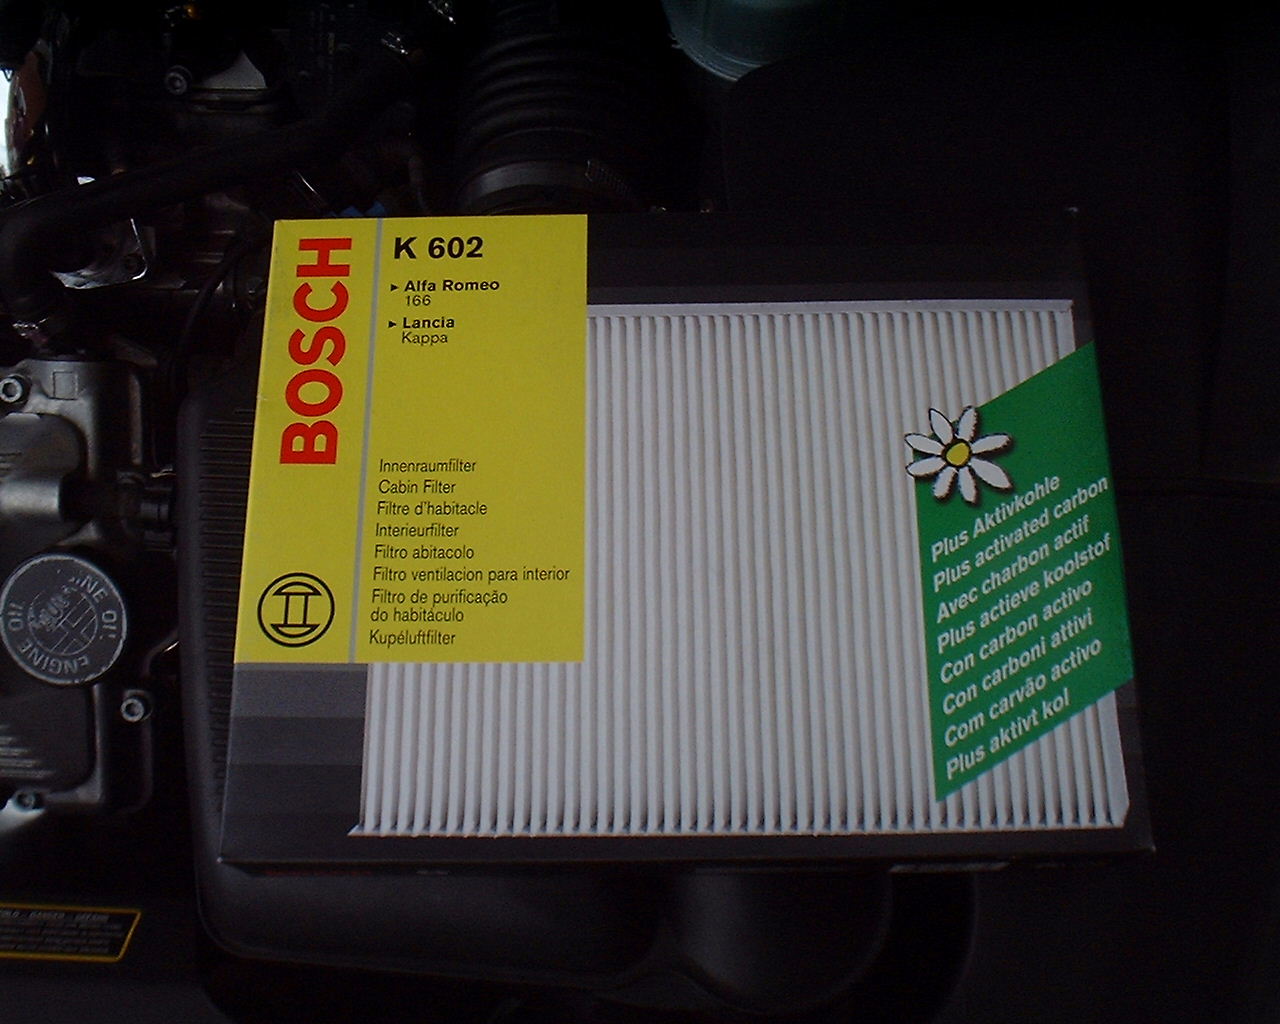 BOSCH
K 602
▸ Alfa Romeo
166
▸ Lancia
Kappa
Innenraumfilter
Cabin Filter
Filtre d'habitacle
Interieurfilter
Filtro abitacolo
Filtro ventilacion para interior
Filtro de purificação
do habitáculo
Kupéluftfilter
Plus Aktivkohle
Plus activated carbon
Avec charbon actif
Plus actieve koolstof
Con carbon activo
Con carboni attivi
Com carvão activo
Plus aktivt kol
ENGINE OIL